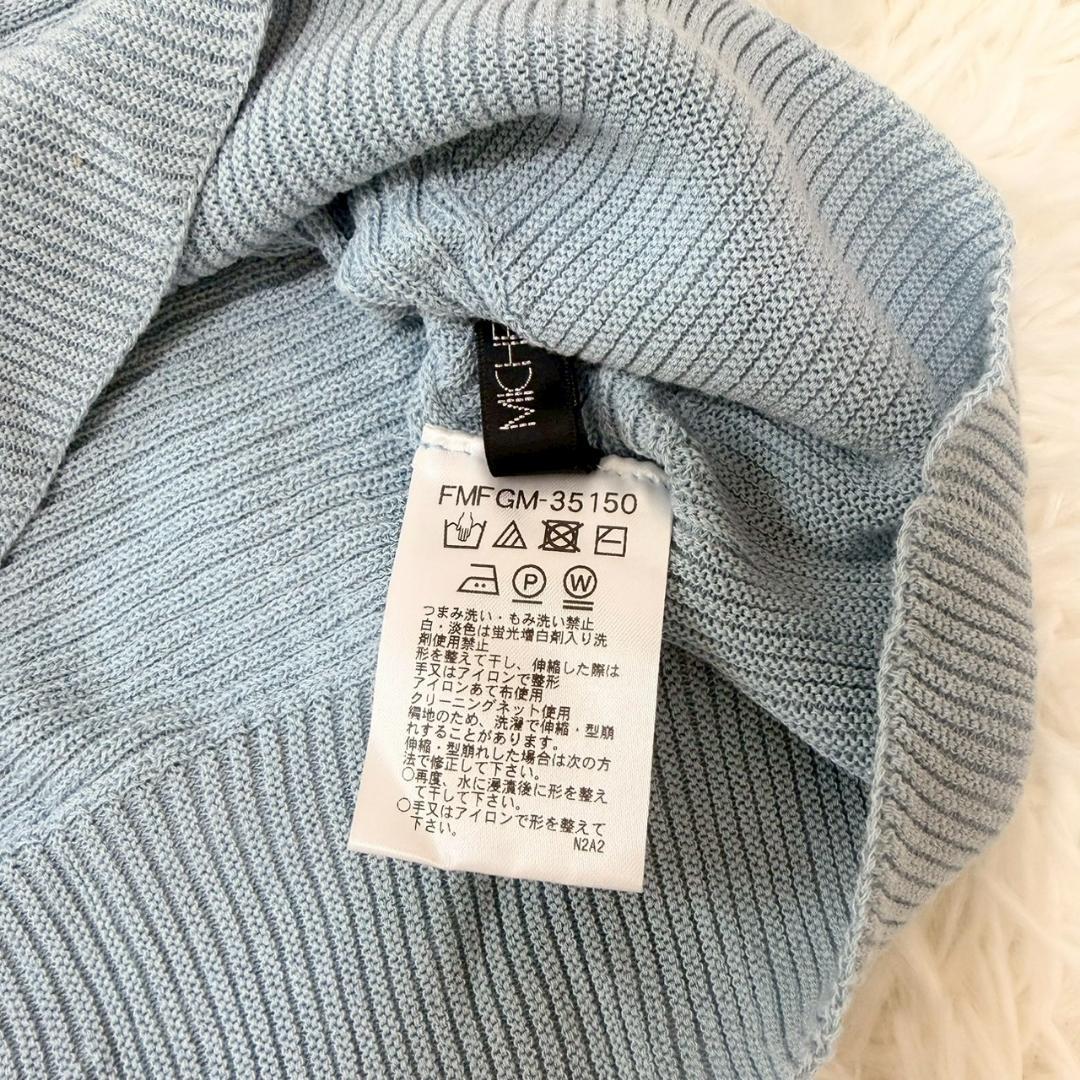 MICHE
FMFGM-35150
P W
つまみ洗い・もみ洗い禁止
白・淡色は蛍光増白剤入り洗
剤使用禁止
形を整えて干し、伸縮した際は
手又はアイロンで整形
アイロンあて布使用
クリーニングネット使用
編地のため、洗濯で伸縮・型崩
れすることがあります。
伸縮・型崩れした場合は次の方
法で修正して下さい。
○再度、水に浸漬後に形を整え
て干して下さい。
○手又はアイロンで形を整えて
下さい。
N2A2